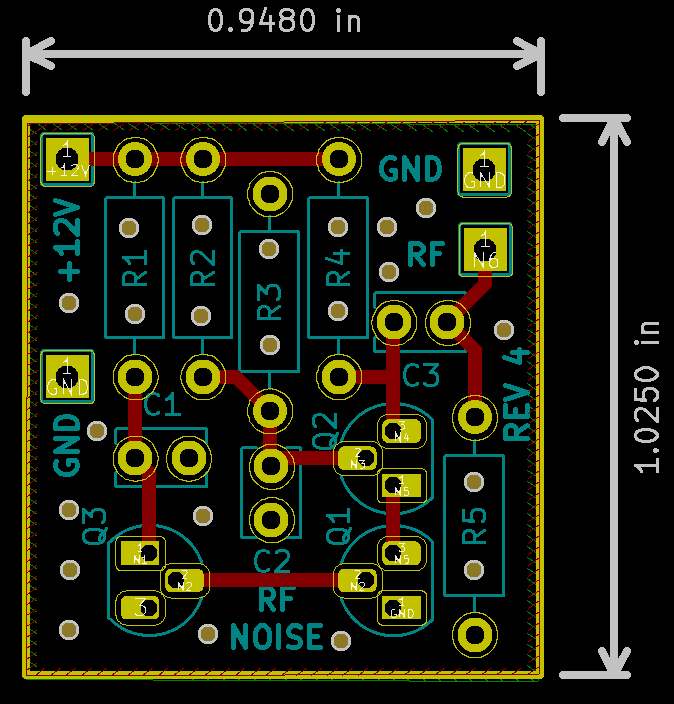 0.9480 in
1.0250 in
1
+12V
+12V
R1
R2
R3
R4
GND
1
GND
RF
1
N6
1
GND
GND
C1
C3
REV 4
Q2
3
N4
2
N3
1
N5
Q3
Q1
R5
1
N1
2
N2
3
C2
3
N5
2
N2
1
GND
RF
NOISE